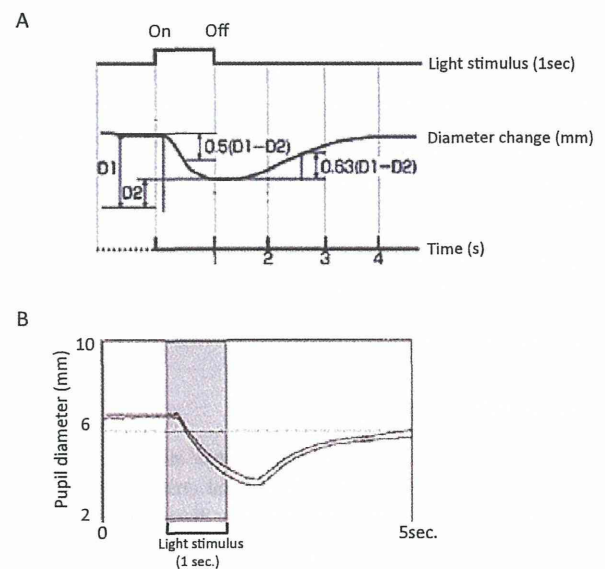 A
On Off
Light stimulus (1sec)
0.5(D1−D2)
Diameter change (mm)
D1
D2
0.63(D1−D2)
1 2 3 4
Time (s)
B
10
6
2
Pupil diameter (mm)
0
5sec.
Light stimulus
(1 sec.)